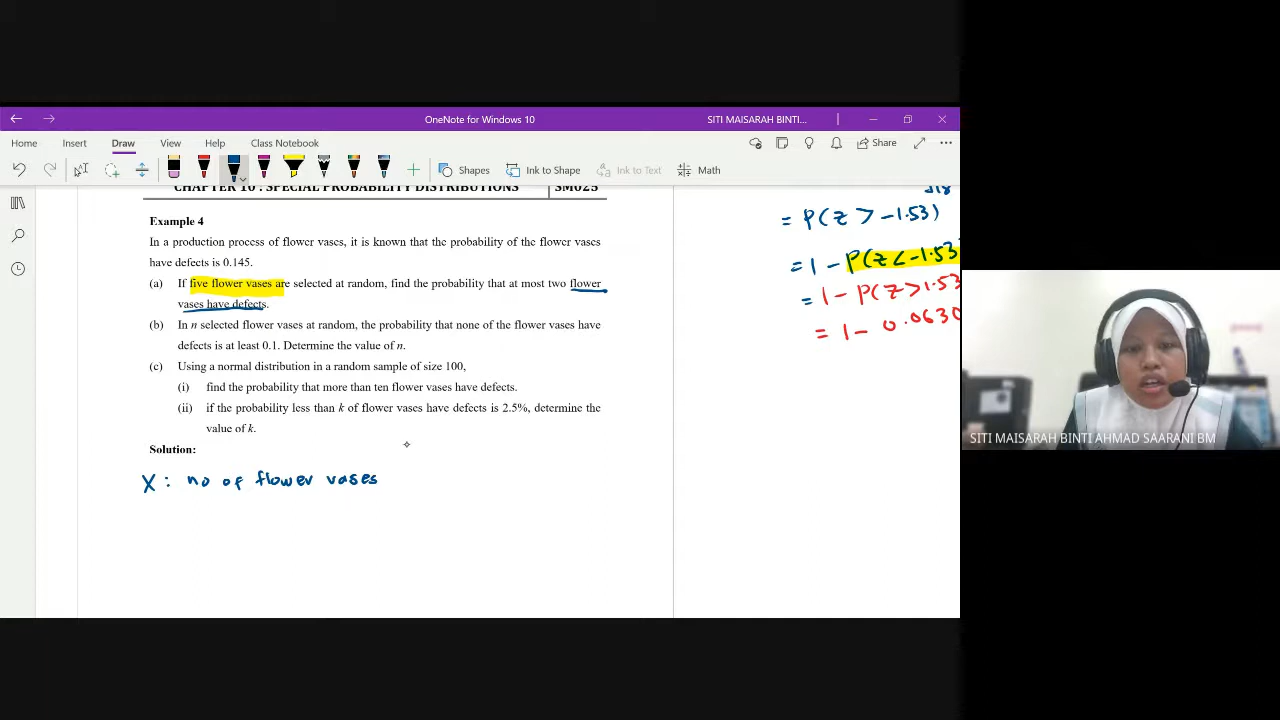 OneNote for Windows 10
SITI MAISARAH BINTI...
Home Insert Draw View Help Class Notebook
Share
Shapes Ink to Shape Ink to Text Math
CHAPTER 10 : SPECIAL PROBABILITY DISTRIBUTIONS SM025
Example 4
In a production process of flower vases, it is known that the probability of the flower vases
have defects is 0.145.
(a) If five flower vases are selected at random, find the probability that at most two flower
vases have defects.
(b) In n selected flower vases at random, the probability that none of the flower vases have
defects is at least 0.1. Determine the value of n.
(c) Using a normal distribution in a random sample of size 100,
(i) find the probability that more than ten flower vases have defects.
(ii) if the probability less than k of flower vases have defects is 2.5%, determine the
value of k.
Solution:
X : no of flower vases
= P(z > -1.53)
= 1 - P(z < -1.53
= 1 - P(z > 1.53
= 1 - 0.0630
SITI MAISARAH BINTI AHMAD SAARANI BM